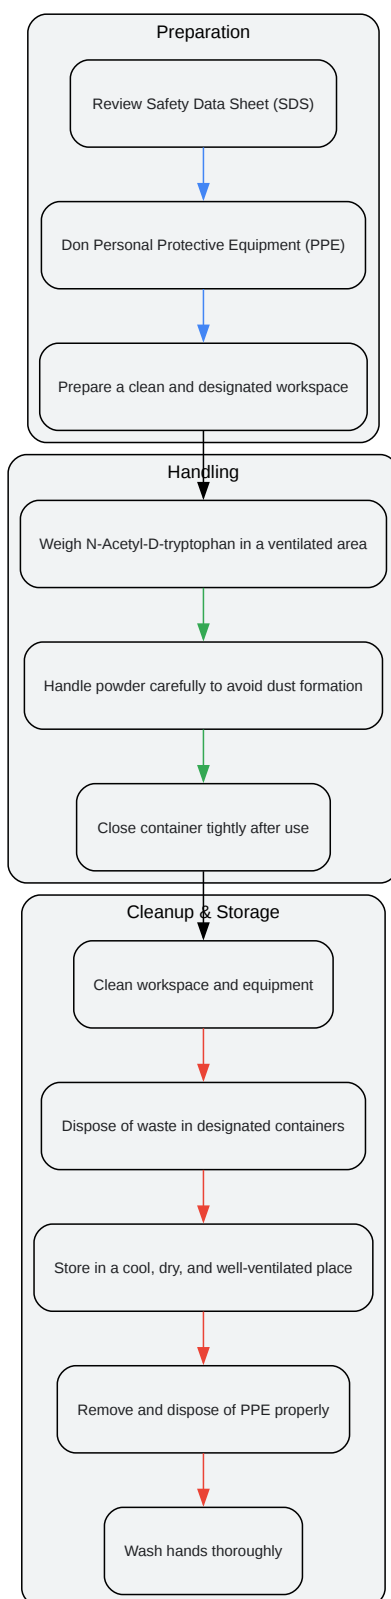 Preparation
Review Safety Data Sheet (SDS)
Don Personal Protective Equipment (PPE)
Prepare a clean and designated workspace
Handling
Weigh N-Acetyl-D-tryptophan in a ventilated area
Handle powder carefully to avoid dust formation
Close container tightly after use
Cleanup & Storage
Clean workspace and equipment
Dispose of waste in designated containers
Store in a cool, dry, and well-ventilated place
Remove and dispose of PPE properly
Wash hands thoroughly